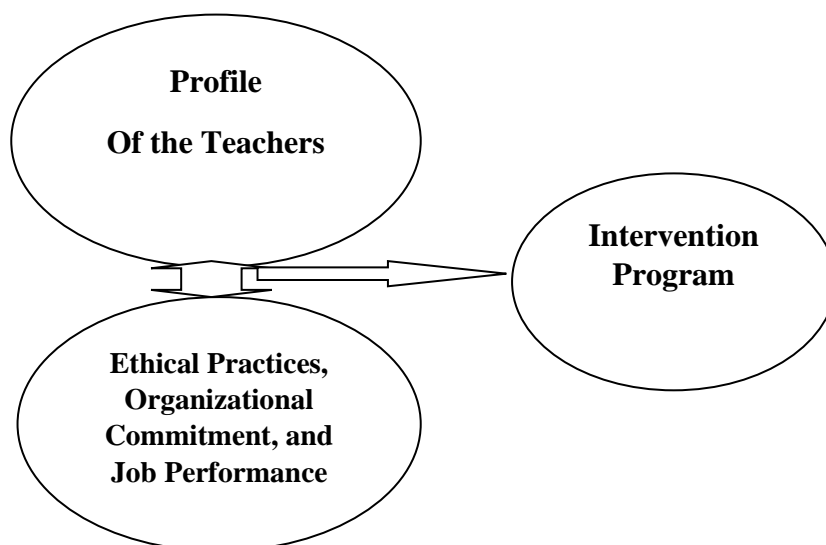 Profile
Of the Teachers
Intervention
Program
Ethical Practices,
Organizational
Commitment, and
Job Performance